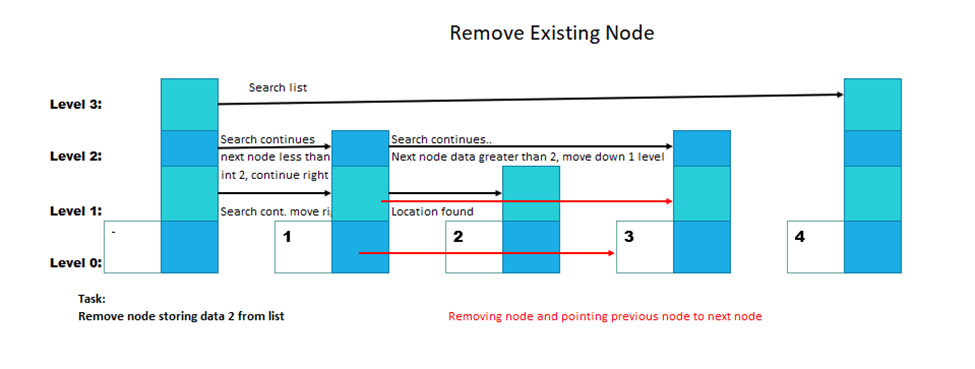 Remove Existing Node
Search list
Level 3:
Search continues
Search continues..
Level 2:
next node less than
Next node data greater than 2, move down 1 level
int 2, continue right
Level 1:
Search cont. move ri
Location found
-
1
2
3
4
Level 0:
Task:
Remove node storing data 2 from list
Removing node and pointing previous node to next node